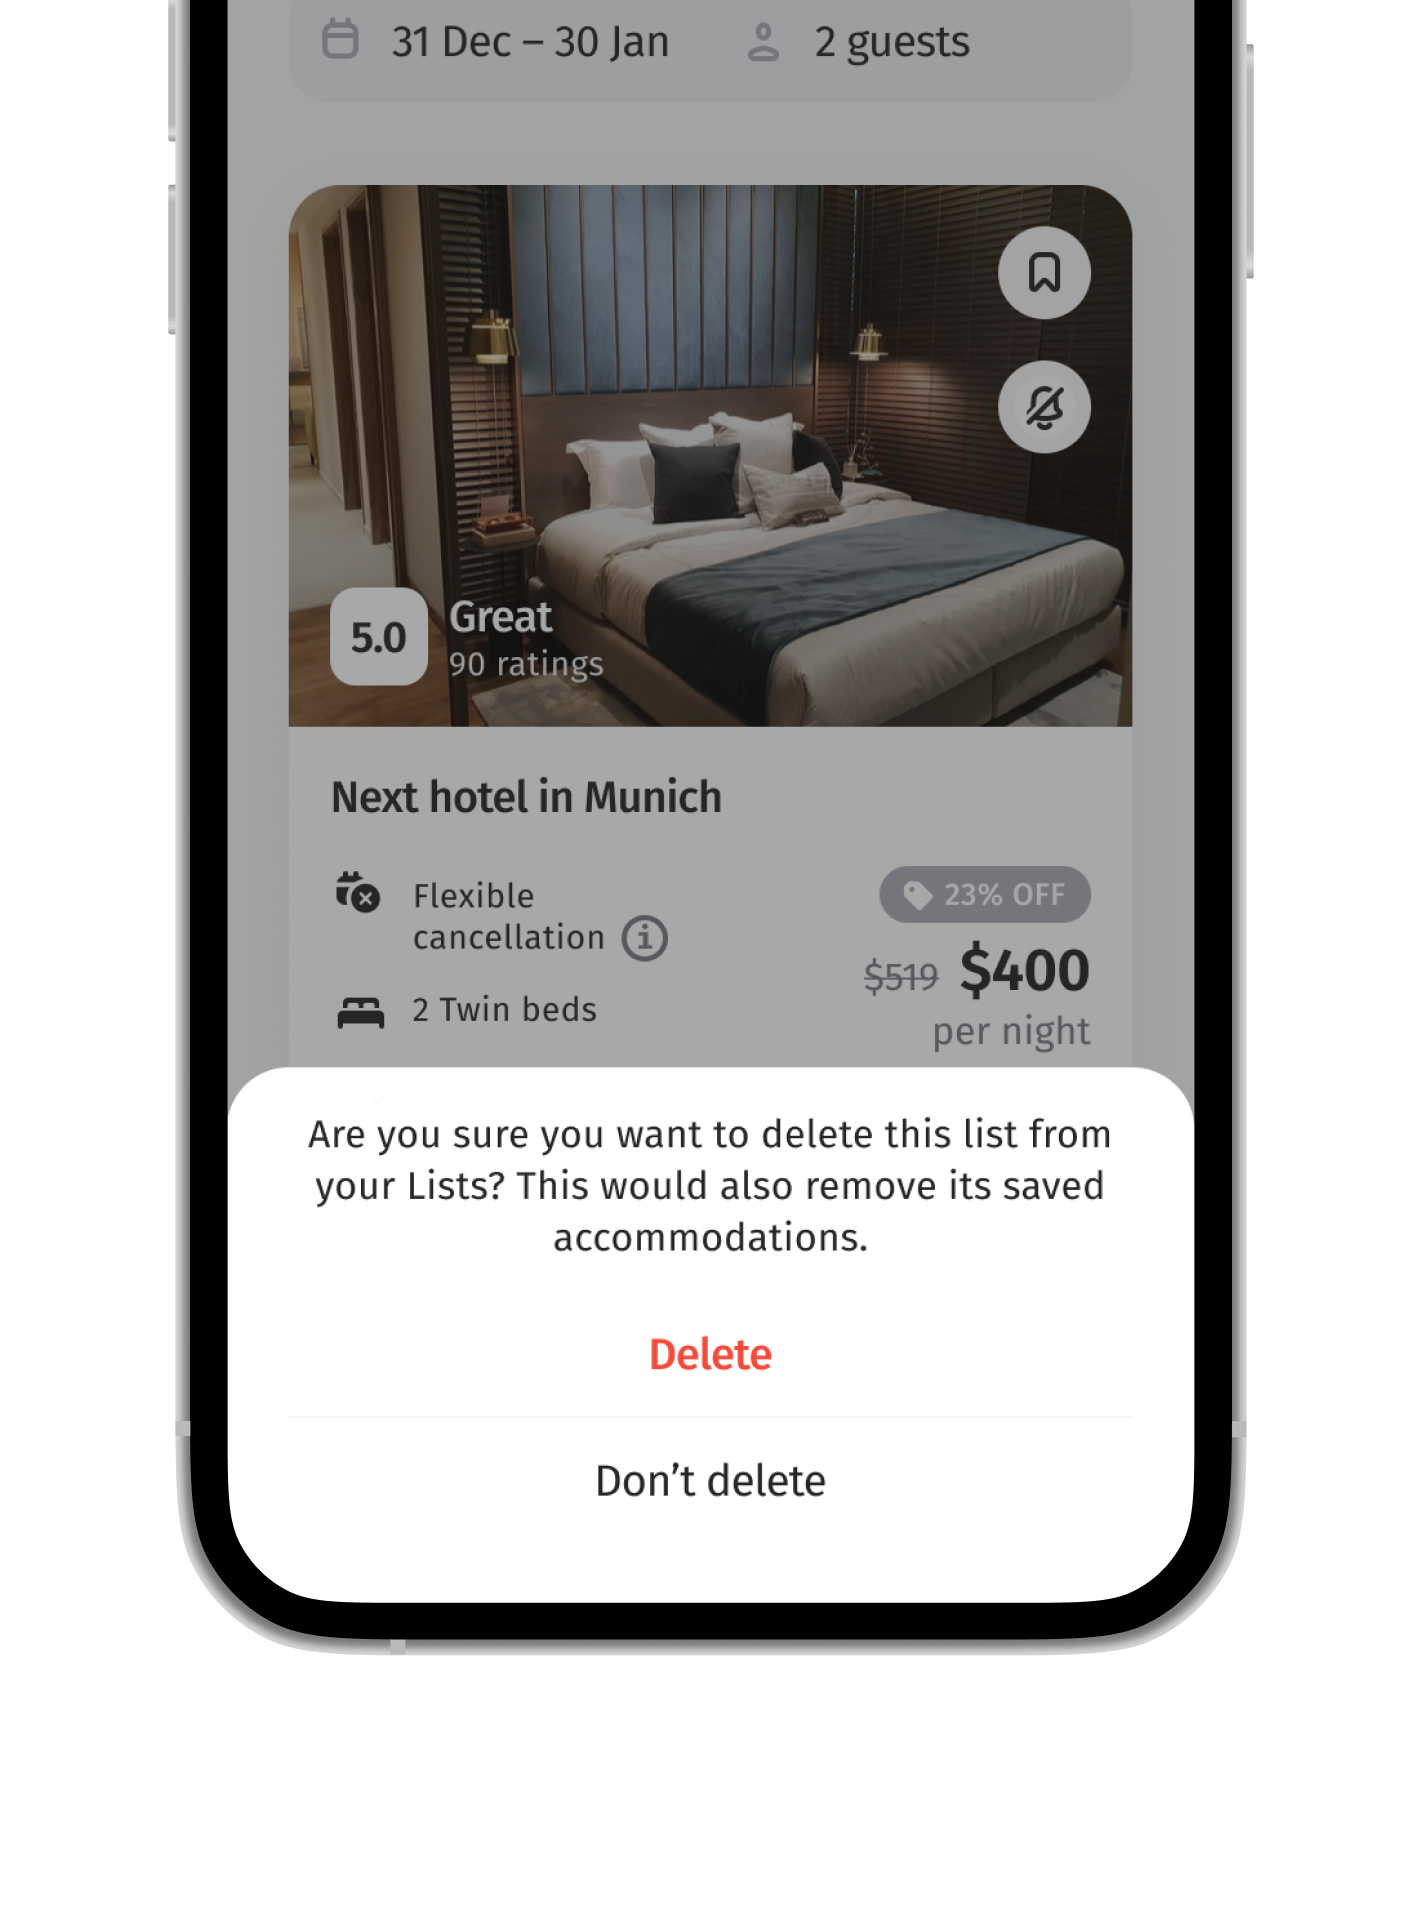 31 Dec – 30 Jan
2 guests
5.0
Great
90 ratings
Next hotel in Munich
Flexible
cancellation
23% OFF
$519 $400
per night
2 Twin beds
Are you sure you want to delete this list from
your Lists? This would also remove its saved
accommodations.
Delete
Don’t delete